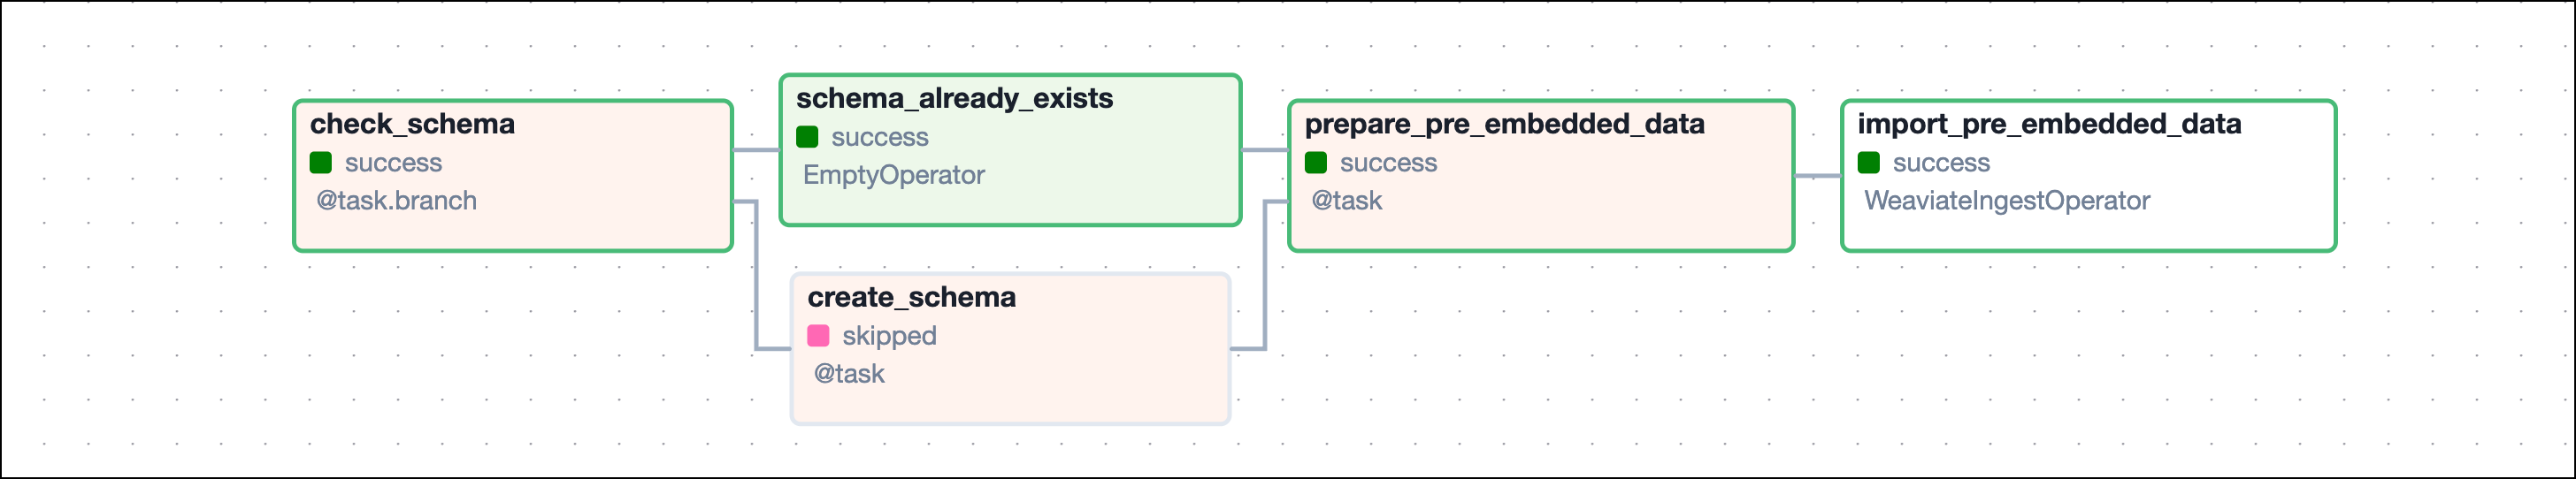 check_schema
success
@task.branch
schema_already_exists
success
EmptyOperator
create_schema
skipped
@task
prepare_pre_embedded_data
success
@task
import_pre_embedded_data
success
WeaviateIngestOperator